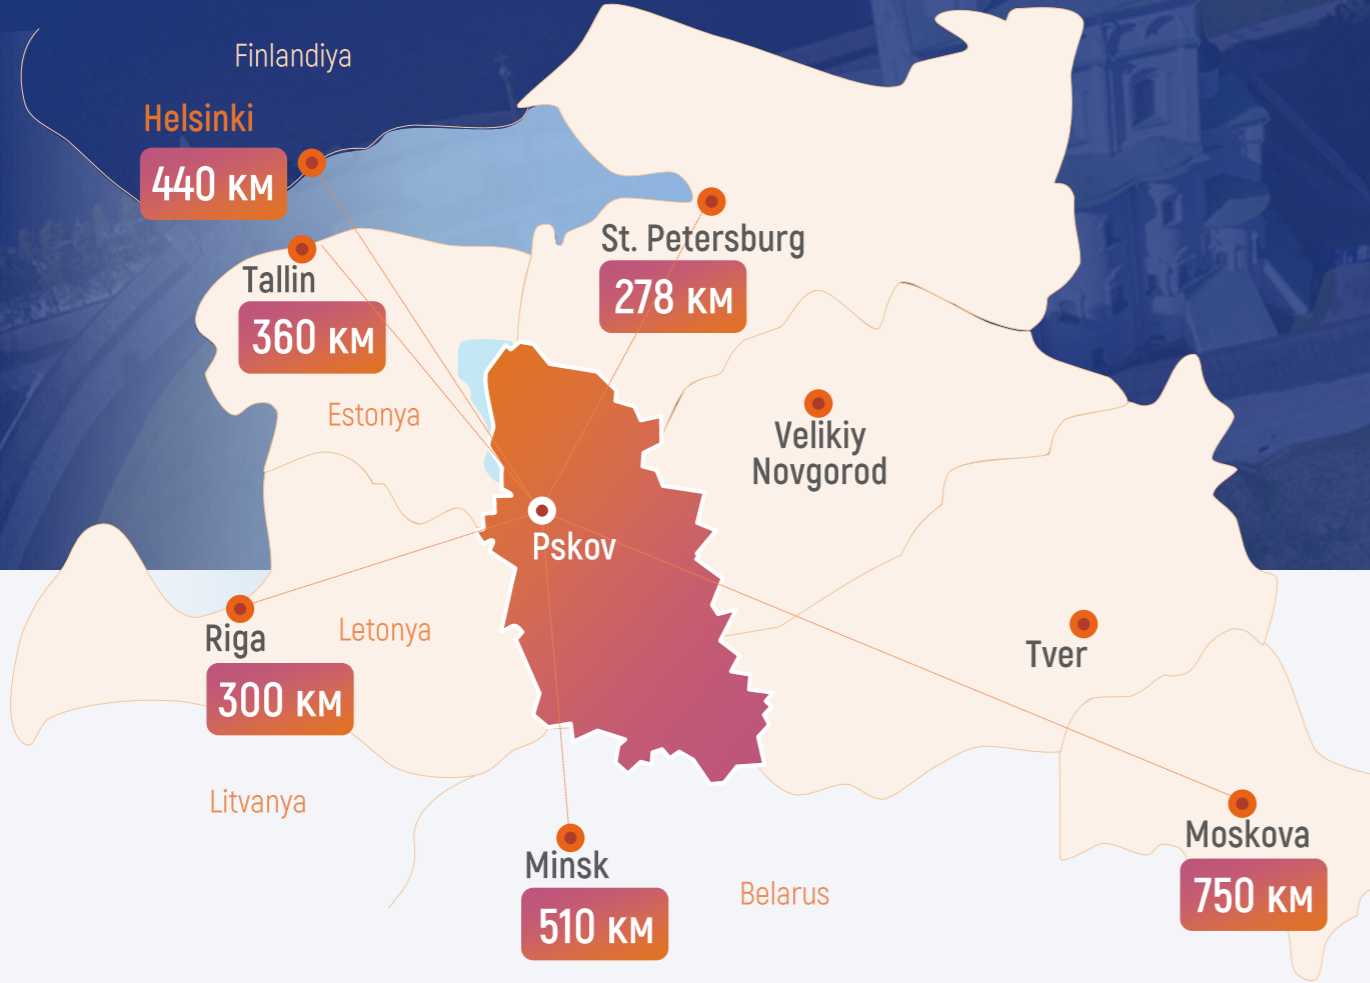 Finlandiya
Helsinki
440 км
St. Petersburg
278 км
Tallin
360 км
Estonya
Velikiy
Novgorod
Pskov
Riga
300 км
Letonya
Tver
Litvanya
Minsk
510 км
Belarus
Moskova
750 км